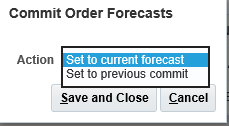 Commit Order Forecasts
Action
Set to current forecast
Set to previous commit
Save and Close
Cancel